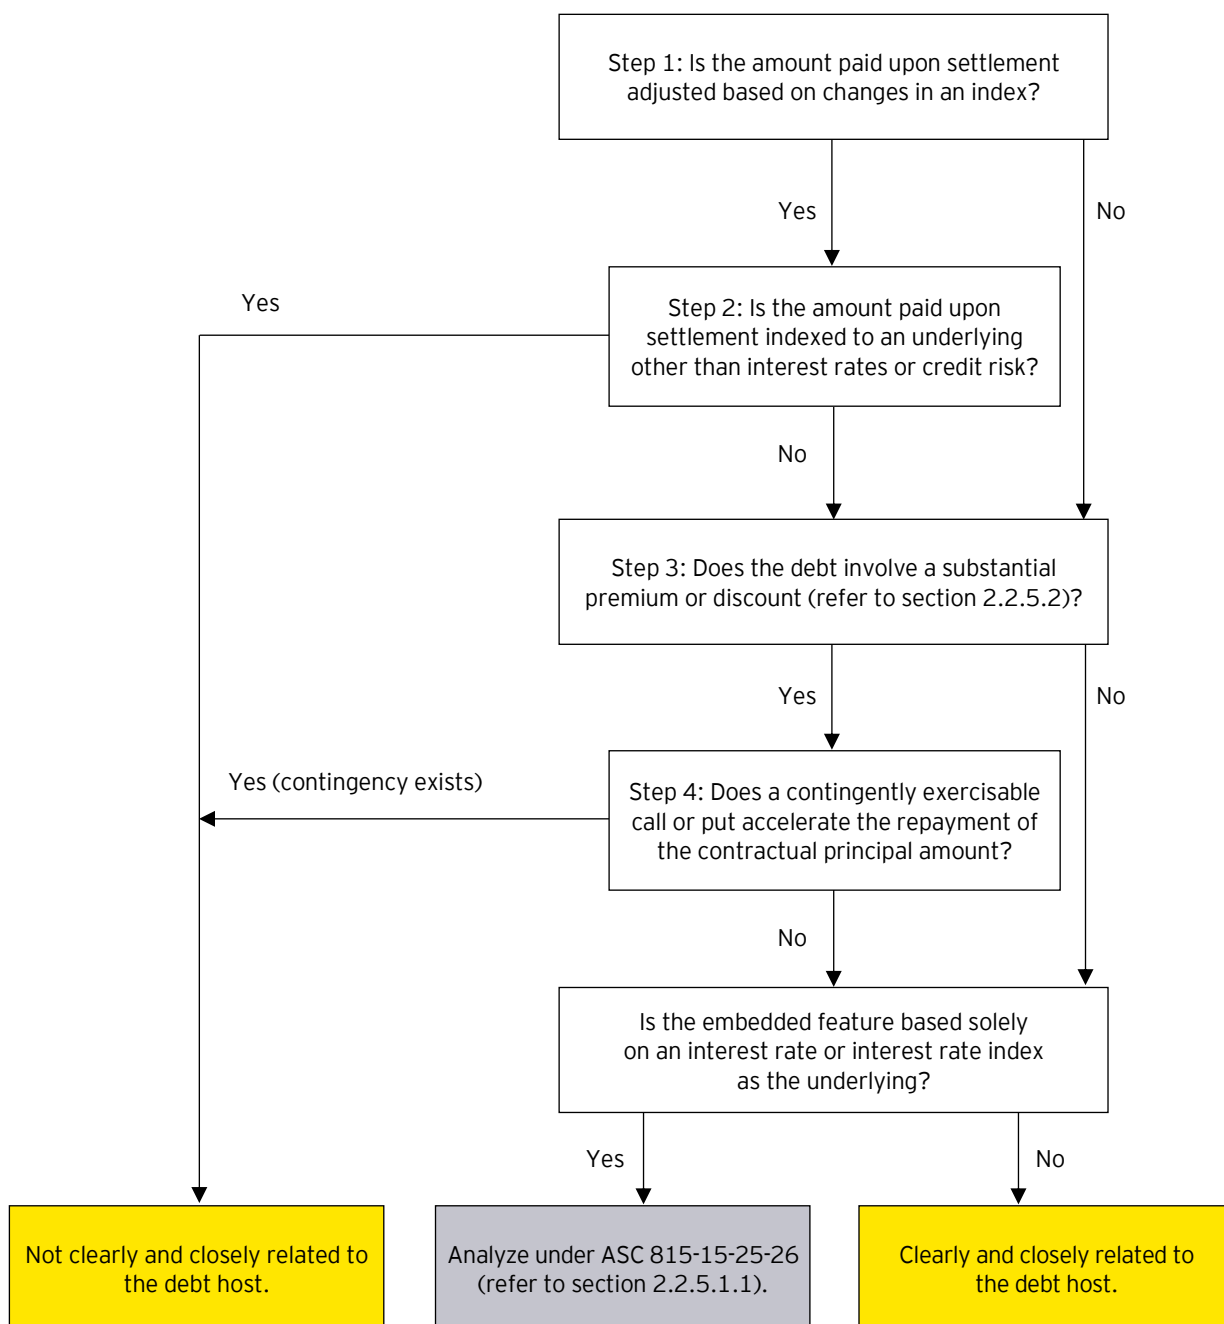 Step 1: Is the amount paid upon settlement
adjusted based on changes in an index?
Yes
No
Yes
Step 2: Is the amount paid upon
settlement indexed to an underlying
other than interest rates or credit risk?
No
Step 3: Does the debt involve a substantial
premium or discount (refer to section 2.2.5.2)?
Yes
No
Yes (contingency exists)
Step 4: Does a contingently exercisable
call or put accelerate the repayment of
the contractual principal amount?
No
Is the embedded feature based solely
on an interest rate or interest rate index
as the underlying?
Yes
No
Not clearly and closely related to
the debt host.
Analyze under ASC 815-15-25-26
(refer to section 2.2.5.1.1).
Clearly and closely related to
the debt host.